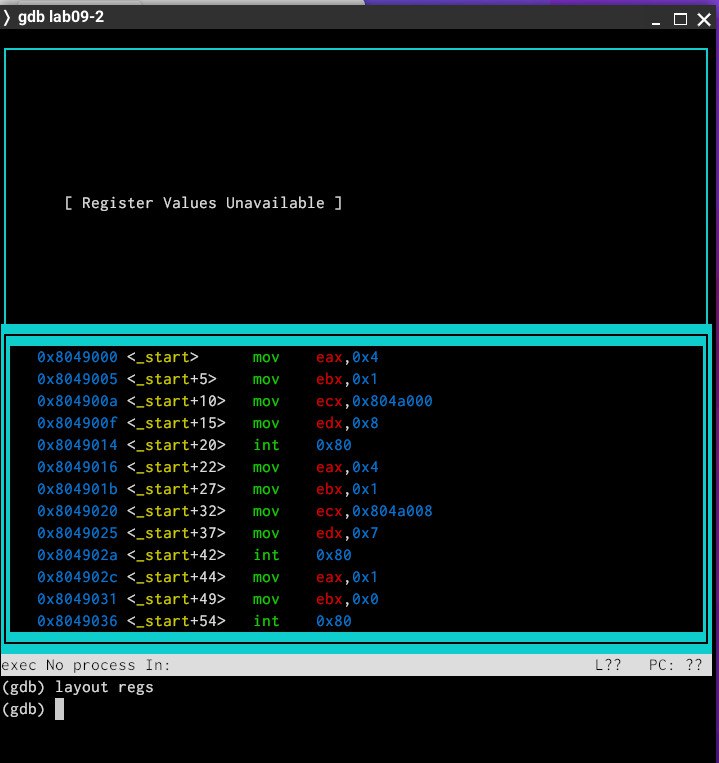 ❭ gdb lab09-2
[ Register Values Unavailable ]
0x8049000 <_start> mov eax,0x4
0x8049005 <_start+5> mov ebx,0x1
0x804900a <_start+10> mov ecx,0x804a000
0x804900f <_start+15> mov edx,0x8
0x8049014 <_start+20> int 0x80
0x8049016 <_start+22> mov eax,0x4
0x804901b <_start+27> mov ebx,0x1
0x8049020 <_start+32> mov ecx,0x804a008
0x8049025 <_start+37> mov edx,0x7
0x804902a <_start+42> int 0x80
0x804902c <_start+44> mov eax,0x1
0x8049031 <_start+49> mov ebx,0x0
0x8049036 <_start+54> int 0x80
exec No process In: L?? PC: ??
(gdb) layout regs
(gdb)